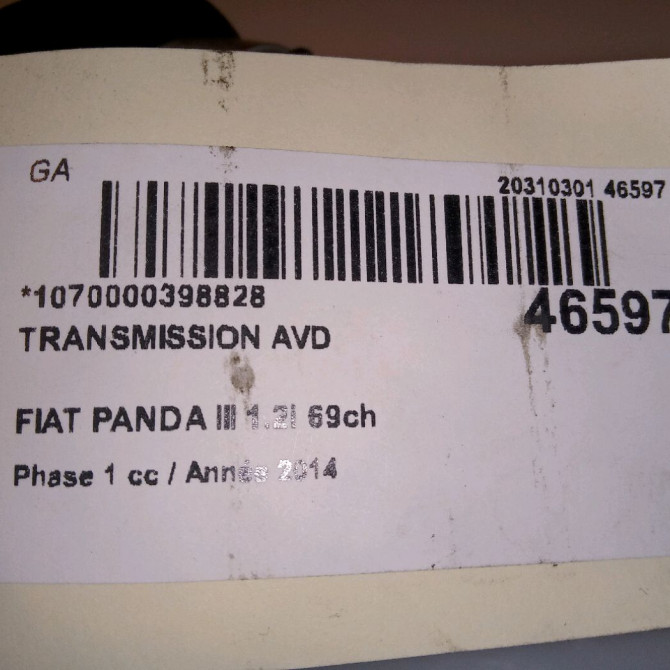 GA
20310301 46597
*1070000398828
46597
TRANSMISSION AVD
FIAT PANDA III 1.2i 69ch
Phase 1 cc / Année 2014